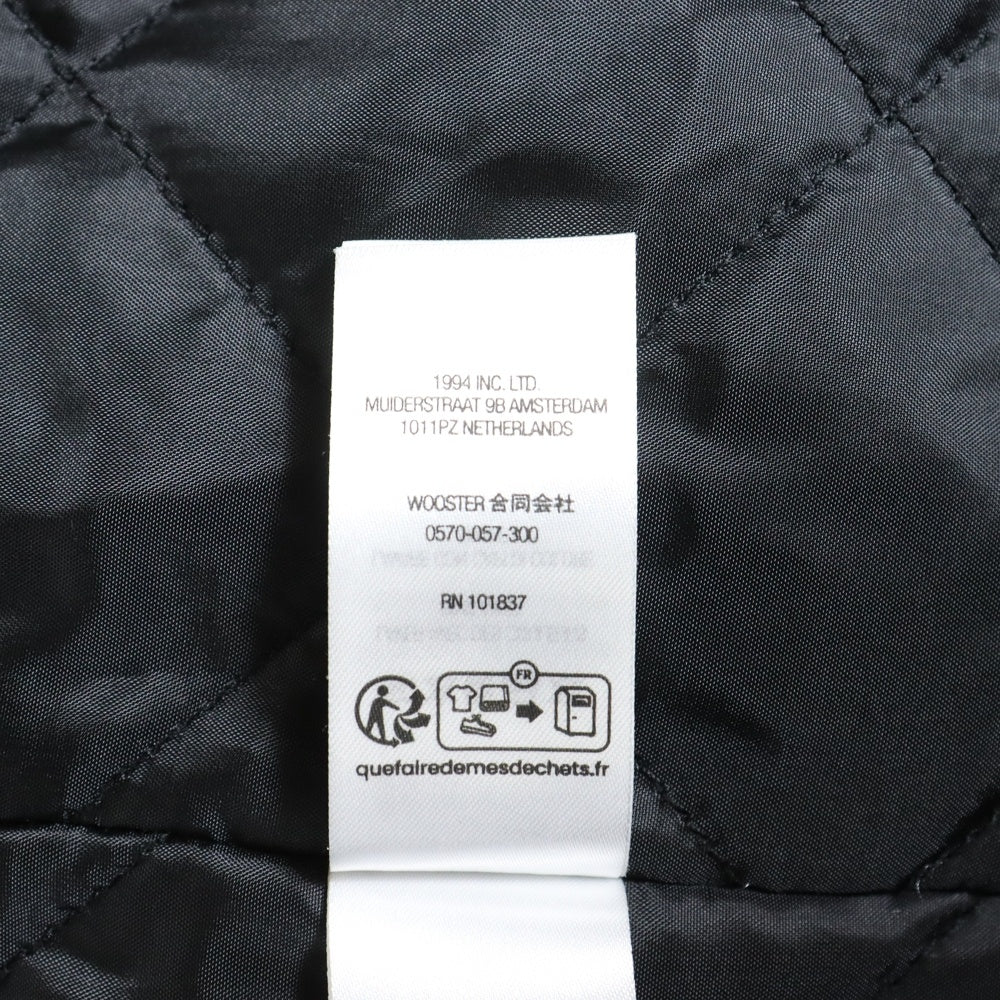 1994 INC. LTD.
MUIDERSTRAAT 9B AMSTERDAM
1011PZ NETHERLANDS
WOOSTER 合同会社
0570-057-300
RN 101837
FR
quefairedemesdechets.fr